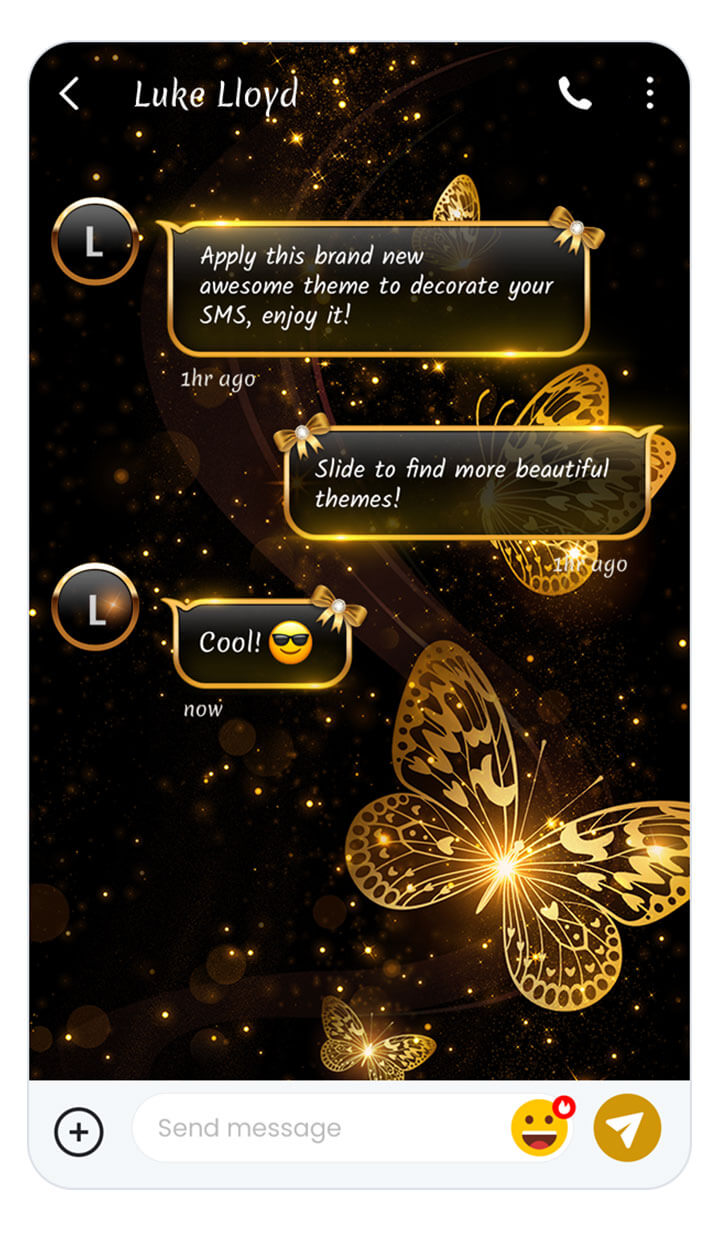 Luke Lloyd
L
Apply this brand new
awesome theme to decorate your
SMS, enjoy it!
1hr ago
Slide to find more beautiful
themes!
1hr ago
L
Cool! 😎
now
Send message